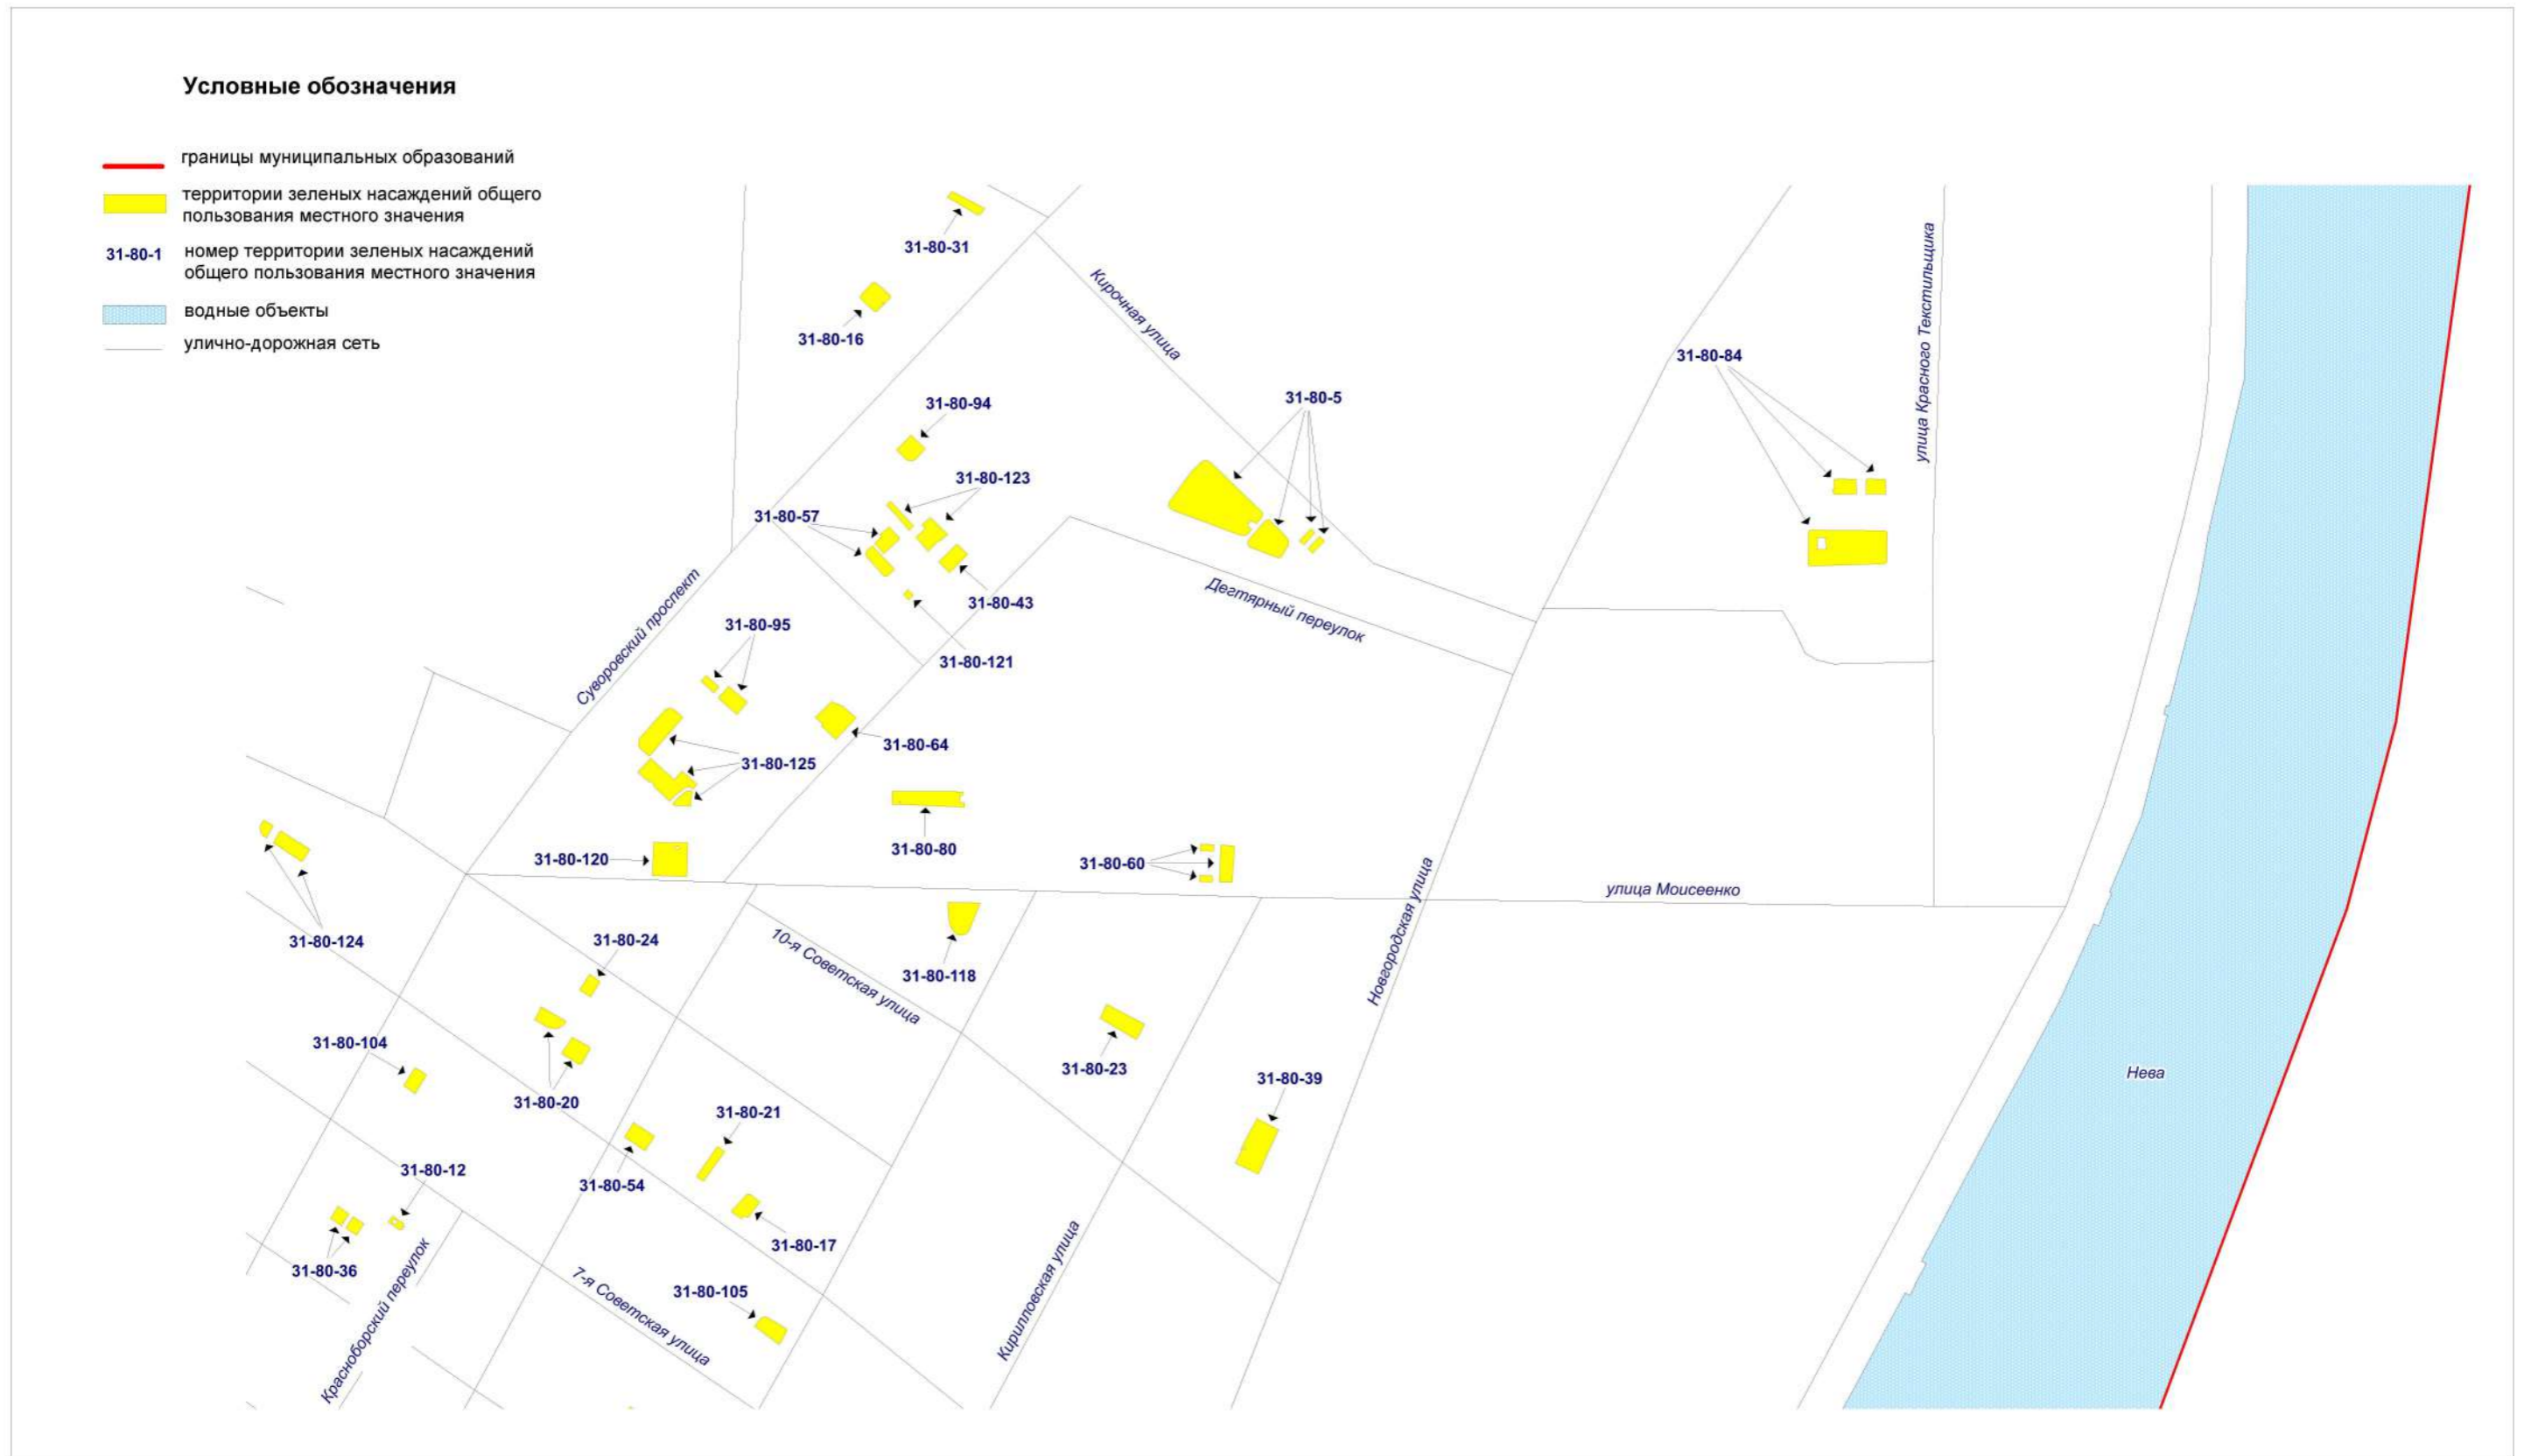 Условные обозначения
границы муниципальных образований
территории зеленых насаждений общего
пользования местного значения
31-80-1
номер территории зеленых насаждений
общего пользования местного значения
водные объекты
улично-дорожная сеть
31-80-31
31-80-16
Кирочная улица
улица Красного Текстильщика
31-80-84
31-80-5
31-80-94
31-80-123
31-80-57
31-80-43
Дегтярный переулок
Суворовский проспект
31-80-95
31-80-121
31-80-64
31-80-125
31-80-80
31-80-120
31-80-60
улица Моисеенко
Новгородская улица
31-80-124
31-80-24
10-я Советская улица
31-80-118
31-80-104
31-80-23
31-80-39
Нева
31-80-20
31-80-21
31-80-12
31-80-54
31-80-17
31-80-36
Красноборский переулок
7-я Советская улица
31-80-105
Кирилловская улица